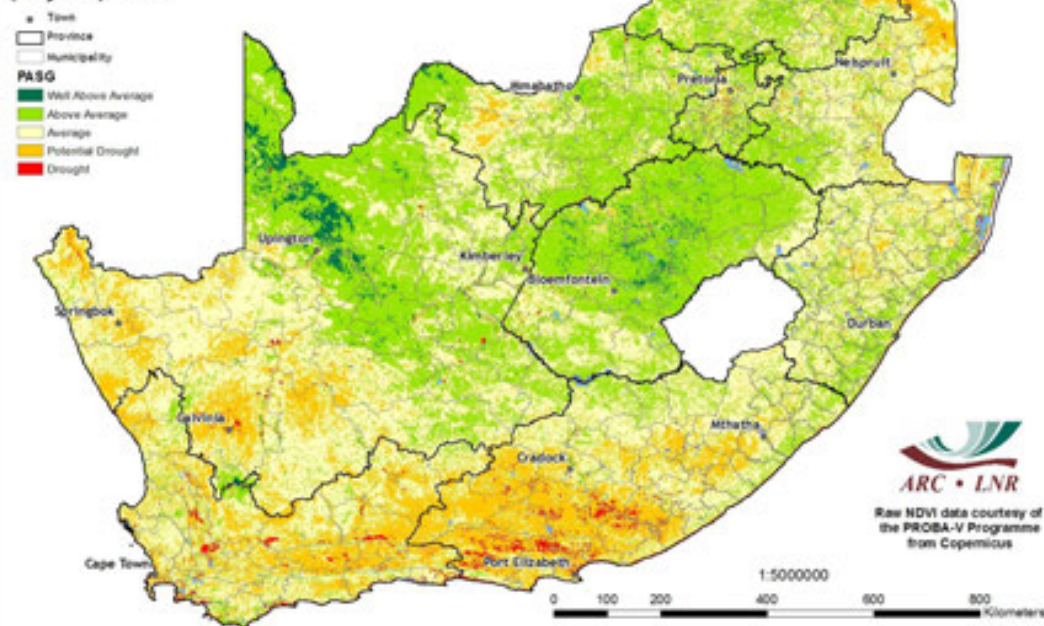 Town
Province
Municipality
PASG
Well Above Average
Above Average
Average
Potential Drought
Drought
Mmabatho
Pretoria
Nelspruit
Upington
Kimberley
Bloemfontein
Springbok
Durban
Calvinia
Mthatha
Cradock
Cape Town
Port Elizabeth
ARC • LNR
Raw NDVI data courtesy of
the PROBA-V Programme
from Copernicus
1:5000000
0 100 200 400 600 800
Kilometers